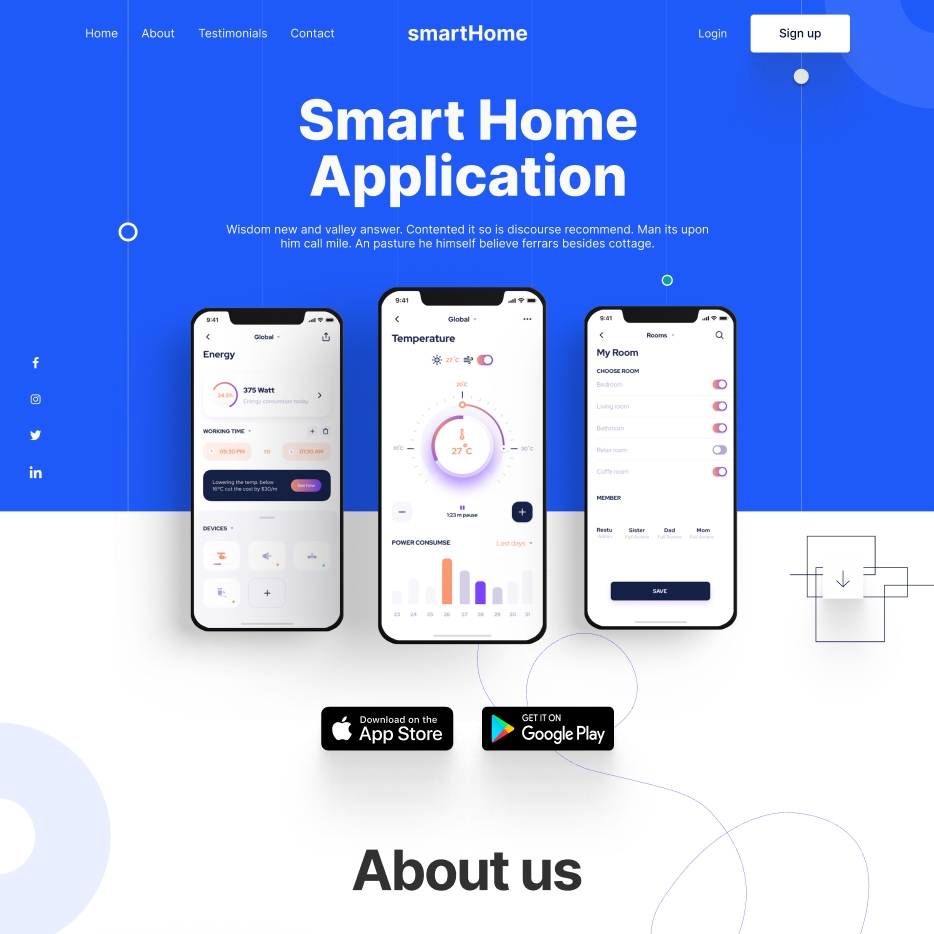 Home About Testimonials Contact
smartHome
Login
Sign up
Smart Home
Application
Wisdom new and valley answer. Contented it so is discourse recommend. Man its upon
him call mile. An pasture he himself believe ferrars besides cottage.
9:41
Global
Energy
24.5%
375 Watt
Energy consumtion today
WORKING TIME
05:30 PM
TO
01:30 AM
Lowering the temp. below
16°C cut the cost by $30/m
See how
DEVICES
9:41
Global
Temperature
27°C
20°C
10°C
30°C
27°C
1:23 m pause
POWER CONSUMSE
Last days
23 24 25 26 27 28 29 30 31
9:41
Rooms
My Room
CHOOSE ROOM
Bedroom
Living room
Bathroom
Relax room
Coffe room
MEMBER
Restu Sister Dad Mom
Admin Full Access Full Access Full Access
SAVE
Download on the
App Store
GET IT ON
Google Play
About us